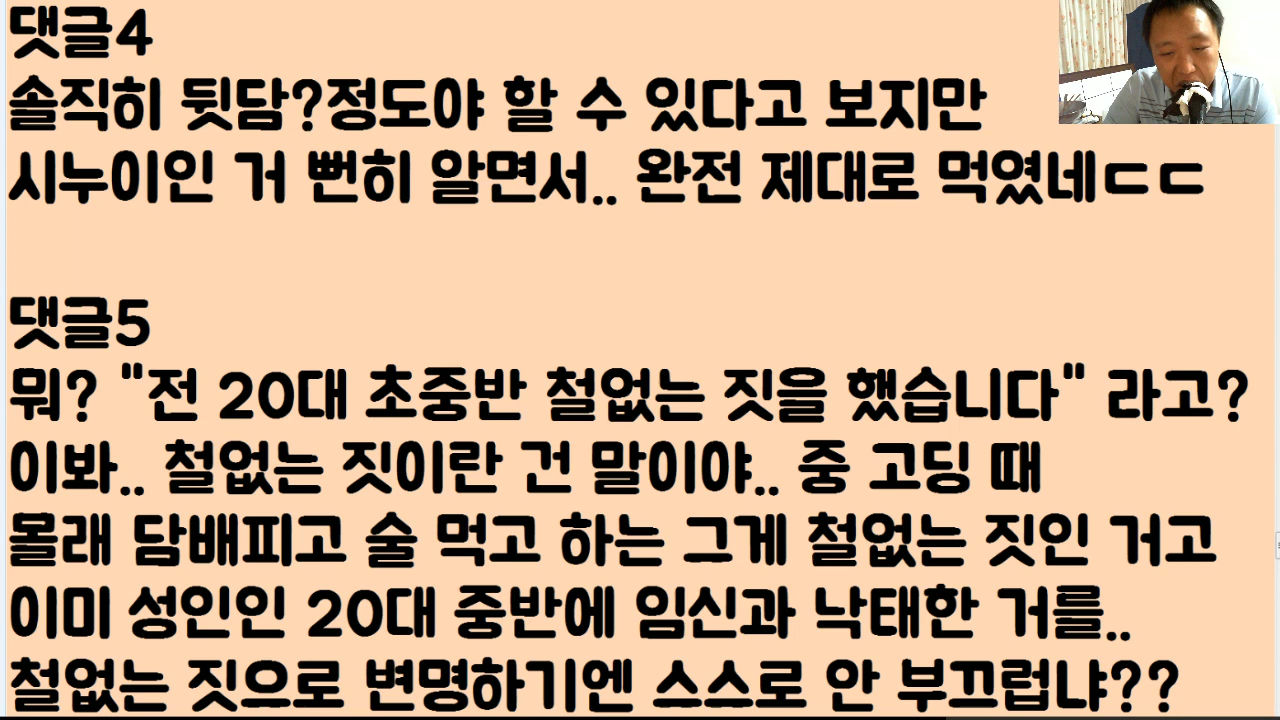 댓글4
솔직히 뒷담?정도야 할 수 있다고 보지만
시누이인 거 뻔히 알면서.. 완전 제대로 먹였네ㄷㄷ
댓글5
뭐? "전 20대 초중반 철없는 짓을 했습니다" 라고?
이봐.. 철없는 짓이란 건 말이야.. 중 고딩 때
몰래 담배피고 술 먹고 하는 그게 철없는 짓인 거고
이미 성인인 20대 중반에 임신과 낙태한 거를..
철없는 짓으로 변명하기엔 스스로 안 부끄럽냐??